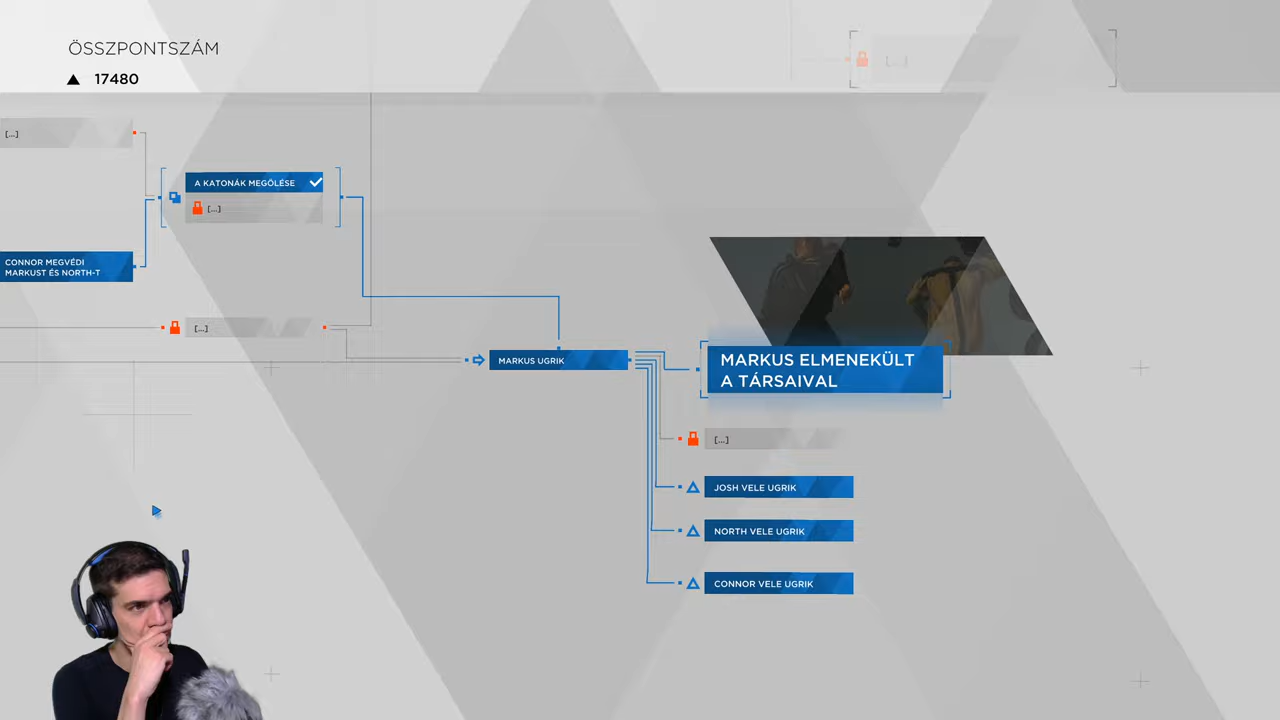 ÖSSZPONTSZÁM
17480
[...]
[...]
A KATONÁK MEGÖLÉSE
[...]
CONNOR MEGVÉDI
MARKUST ÉS NORTH-T
[...]
MARKUS UGRIK
MARKUS ELMENEKÜLT
A TÁRSAIVAL
[...]
JOSH VELE UGRIK
NORTH VELE UGRIK
CONNOR VELE UGRIK